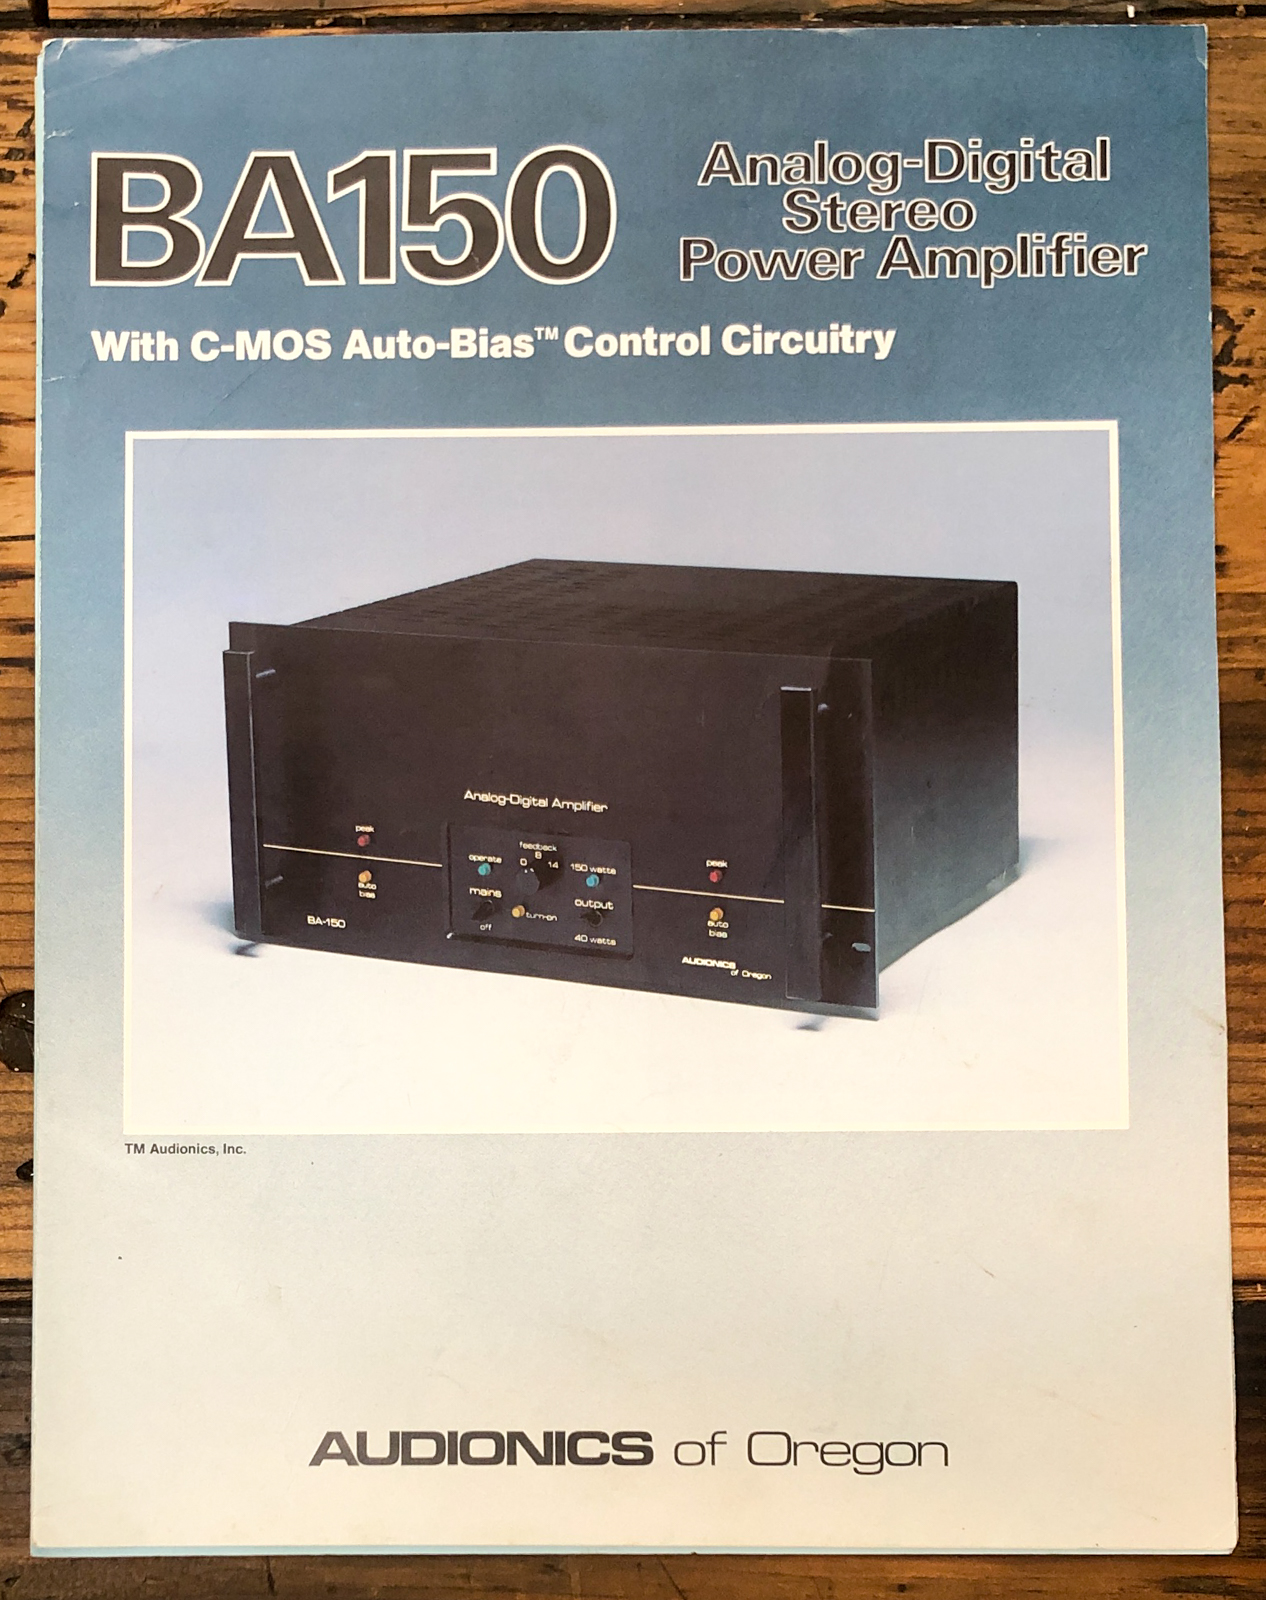 BA150
Analog-Digital
Stereo
Power Amplifier
With C-MOS Auto-Bias™ Control Circuitry
Analog-Digital Amplifier
peak
auto
bias
BA-150
feedback
0 8 14
operate
150 watts
mains
off
turn-on
output
40 watts
peak
auto
bias
AUDIONICS
of Oregon
TM Audionics, Inc.
AUDIONICS of Oregon